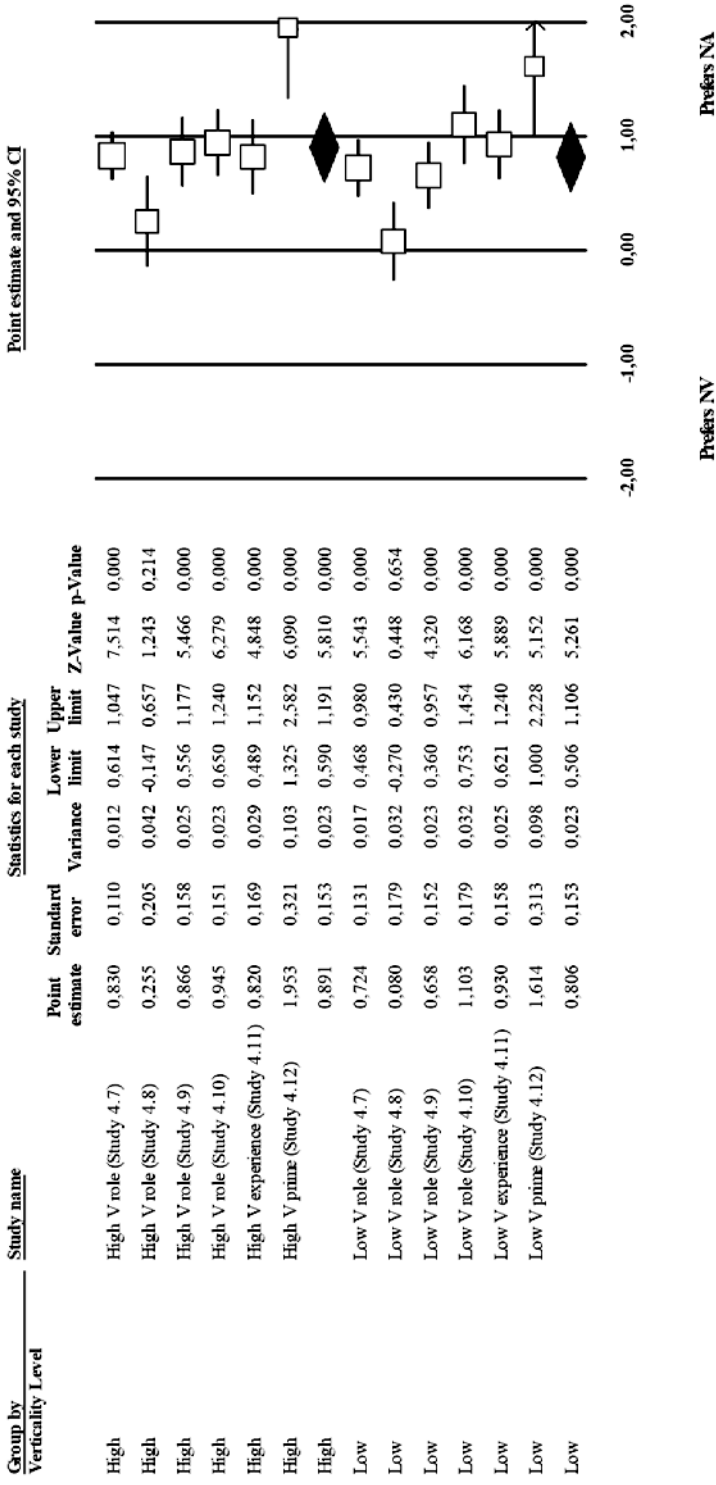 Group by Study name Statistics for each study Point estimate and 95% CI
Verticality Level
Point Standard Lower Upper
estimate error Variance limit limit Z-Value p-Value
High High V role (Study 4.7) 0,830 0,110 0,012 0,614 1,047 7,514 0,000
High High V role (Study 4.8) 0,255 0,205 0,042 -0,147 0,657 1,243 0,214
High High V role (Study 4.9) 0,866 0,158 0,025 0,556 1,177 5,466 0,000
High High V role (Study 4.10) 0,945 0,151 0,023 0,650 1,240 6,279 0,000
High High V experience (Study 4.11) 0,820 0,169 0,029 0,489 1,152 4,848 0,000
High High V prime (Study 4.12) 1,953 0,321 0,103 1,325 2,582 6,090 0,000
High 0,891 0,153 0,023 0,590 1,191 5,810 0,000
Low Low V role (Study 4.7) 0,724 0,131 0,017 0,468 0,980 5,543 0,000
Low Low V role (Study 4.8) 0,080 0,179 0,032 -0,270 0,430 0,448 0,654
Low Low V role (Study 4.9) 0,658 0,152 0,023 0,360 0,957 4,320 0,000
Low Low V role (Study 4.10) 1,103 0,179 0,032 0,753 1,454 6,168 0,000
Low Low V experience (Study 4.11) 0,930 0,158 0,025 0,621 1,240 5,889 0,000
Low Low V prime (Study 4.12) 1,614 0,313 0,098 1,000 2,228 5,152 0,000
Low 0,806 0,153 0,023 0,506 1,106 5,261 0,000
-2,00 -1,00 0,00 1,00 2,00
Prefers NV Prefers NA